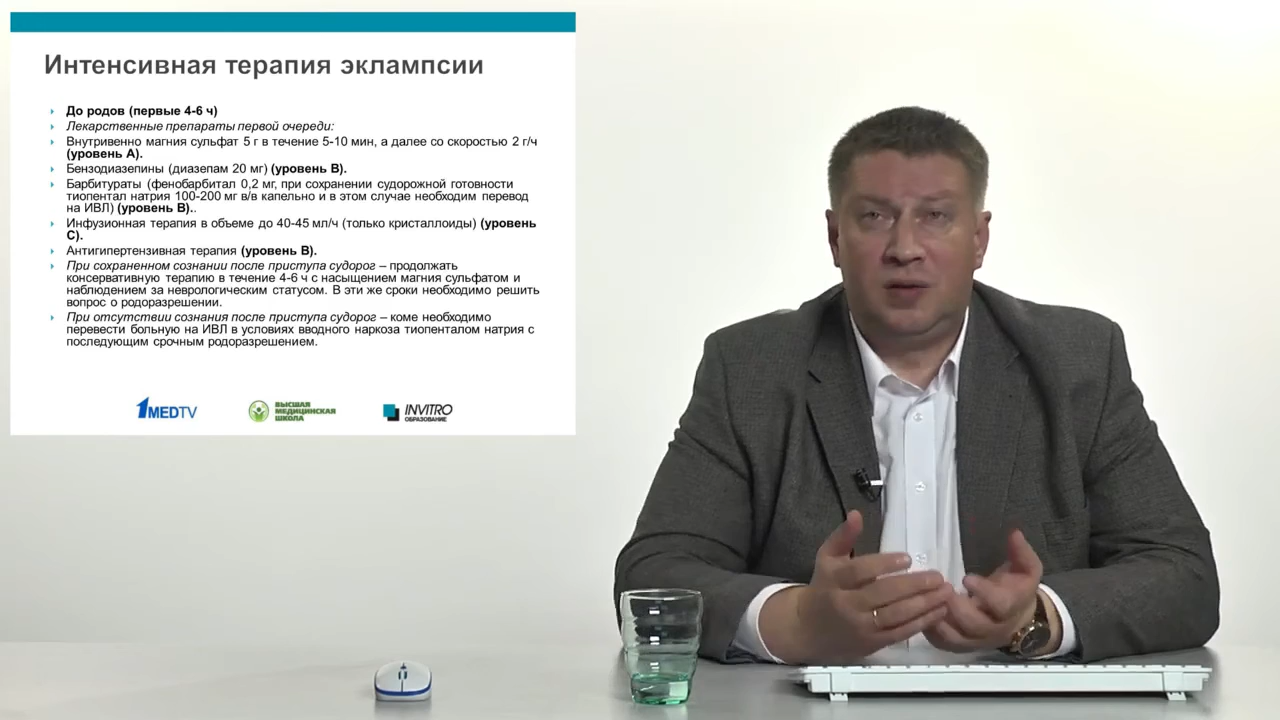 Интенсивная терапия эклампсии
До родов (первые 4-6 ч)
Лекарственные препараты первой очереди:
Внутривенно магния сульфат 5 г в течение 5-10 мин, а далее со скоростью 2 г/ч
(уровень A).
Бензодиазепины (диазепам 20 мг) (уровень B).
Барбитураты (фенобарбитал 0,2 мг, при сохранении судорожной готовности
тиопентал натрия 100-200 мг в/в капельно и в этом случае необходим перевод
на ИВЛ) (уровень B)..
Инфузионная терапия в объеме до 40-45 мл/ч (только кристаллоиды) (уровень
C).
Антигипертензивная терапия (уровень B).
При сохраненном сознании после приступа судорог – продолжать
консервативную терапию в течение 4-6 ч с насыщением магния сульфатом и
наблюдением за неврологическим статусом. В эти же сроки необходимо решить
вопрос о родоразрешении.
При отсутствии сознания после приступа судорог – коме необходимо
перевести больную на ИВЛ в условиях вводного наркоза тиопенталом натрия с
последующим срочным родоразрешением.
1MEDTV
ВЫСШАЯ
МЕДИЦИНСКАЯ
ШКОЛА
INVITRO
ОБРАЗОВАНИЕ